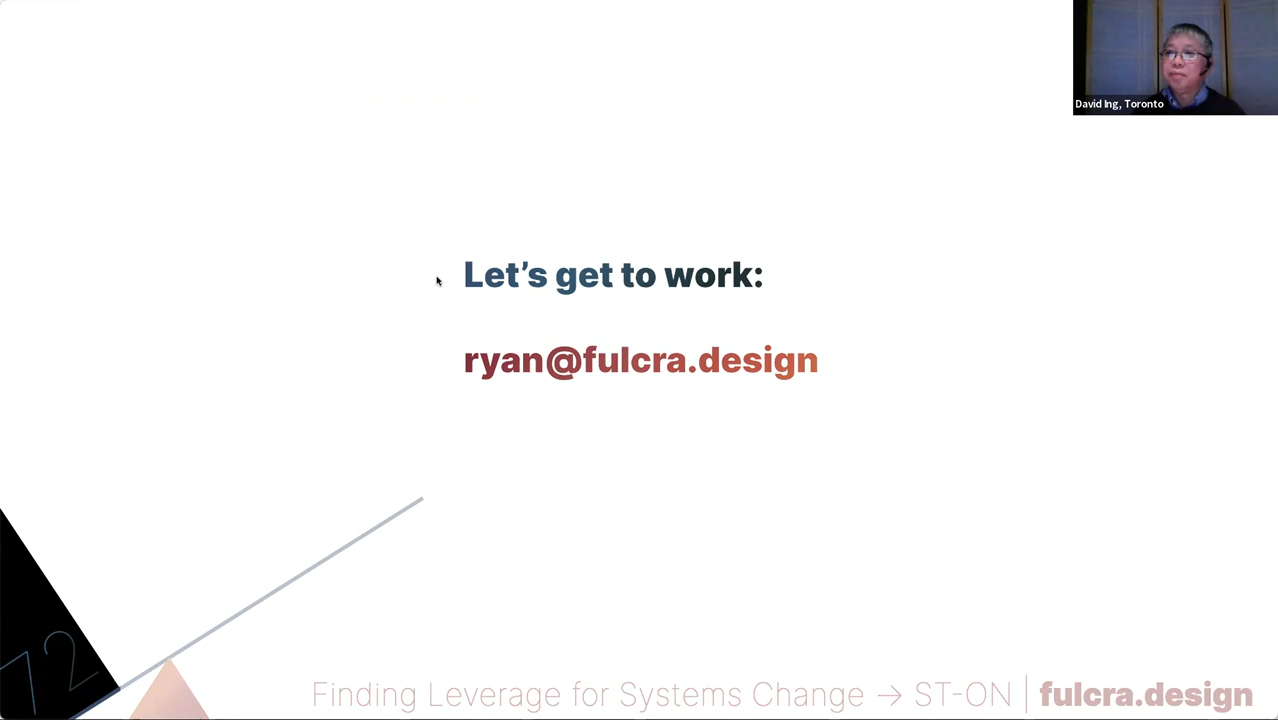 David Ing, Toronto
Let’s get to work:
ryan@fulcra.design
72
Finding Leverage for Systems Change → ST-ON | fulcra.design